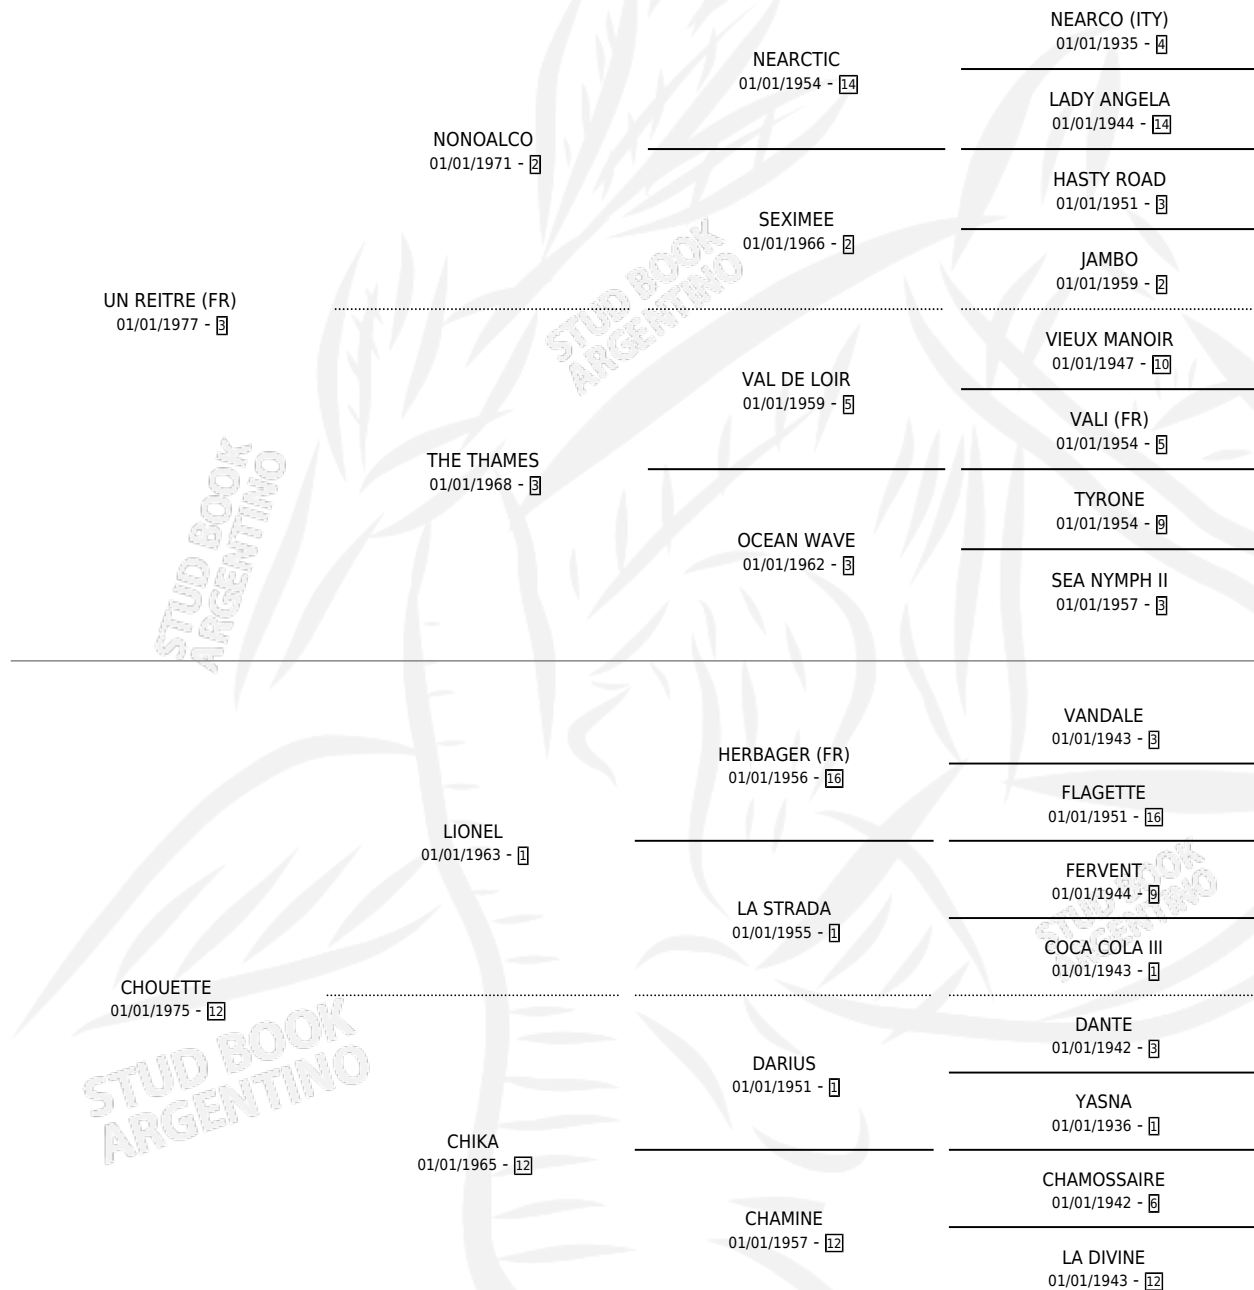 NEARCO (ITY)
01/01/1935 - 4
NEARCTIC
01/01/1954 - 14
LADY ANGELA
01/01/1944 - 14
NONOALCO
01/01/1971 - 2
HASTY ROAD
01/01/1951 - 3
SEXIMEE
01/01/1966 - 2
JAMBO
01/01/1959 - 2
UN REITRE (FR)
01/01/1977 - 3
STUD BOOK
ARGENTINO
VIEUX MANOIR
01/01/1947 - 10
VAL DE LOIR
01/01/1959 - 5
VALI (FR)
01/01/1954 - 5
THE THAMES
01/01/1968 - 3
TYRONE
01/01/1954 - 9
OCEAN WAVE
01/01/1962 - 3
SEA NYMPH II
01/01/1957 - 3
STUD BOOK
ARGENTINO
VANDALE
01/01/1943 - 3
HERBAGER (FR)
01/01/1956 - 16
FLAGETTE
01/01/1951 - 16
LIONEL
01/01/1963 - 1
FERVENT
01/01/1944 - 9
LA STRADA
01/01/1955 - 1
COCA COLA III
01/01/1943 - 1
STUD BOOK
ARGENTINO
CHOUETTE
01/01/1975 - 12
STUD BOOK
ARGENTINO
DANTE
01/01/1942 - 3
DARIUS
01/01/1951 - 1
YASNA
01/01/1936 - 1
CHIKA
01/01/1965 - 12
CHAMOSSAIRE
01/01/1942 - 6
CHAMINE
01/01/1957 - 12
LA DIVINE
01/01/1943 - 12